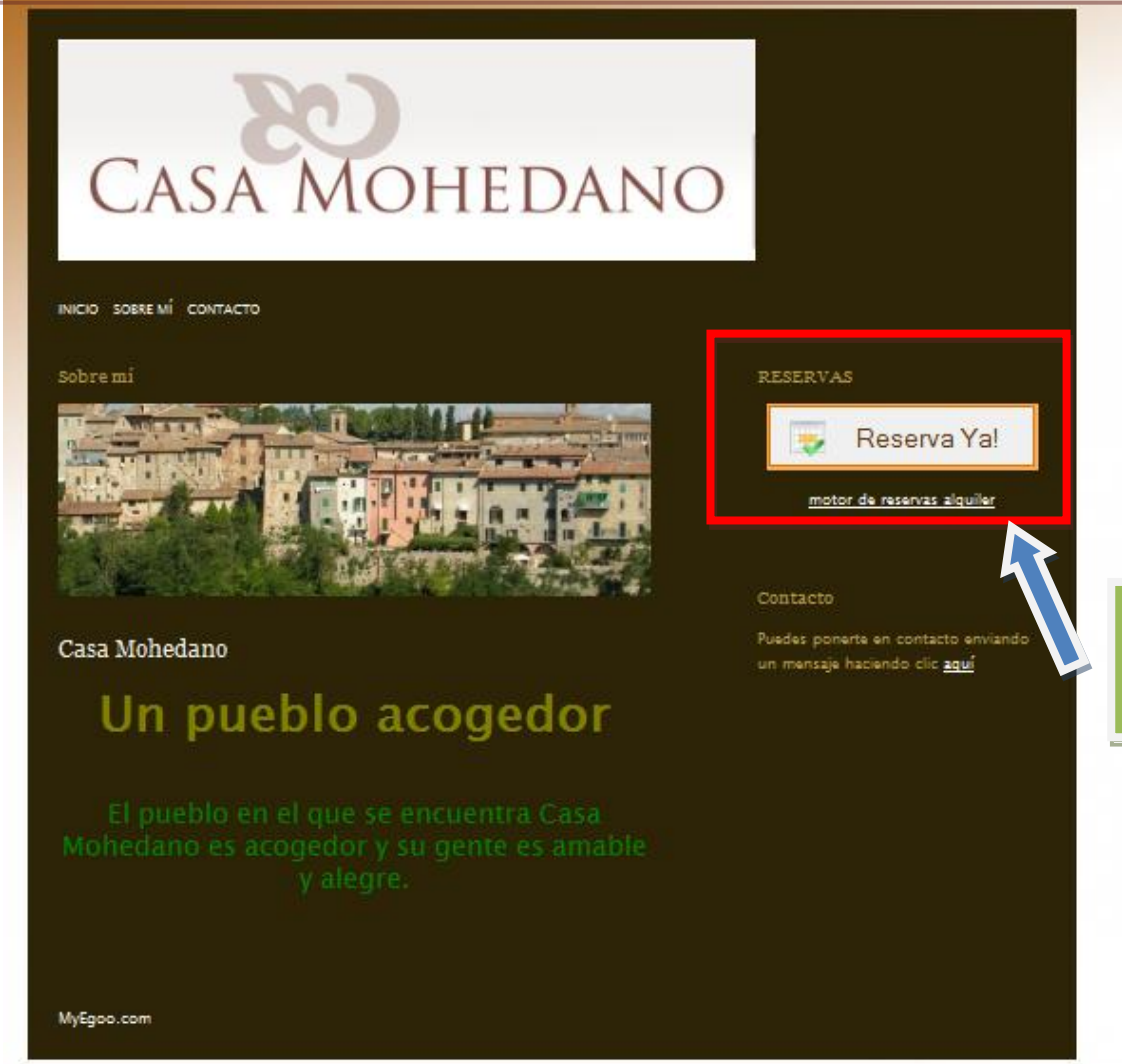 CASA MOHEDANO
INICIO SOBRE MÍ CONTACTO
Sobre mí
Casa Mohedano
Un pueblo acogedor
El pueblo en el que se encuentra Casa
Mohedano es acogedor y su gente es amable
y alegre.
RESERVAS
Reserva Ya!
motor de reservas alquiler
Contacto
Puedes ponerte en contacto enviando
un mensaje haciendo clic aquí
MyEgoo.com